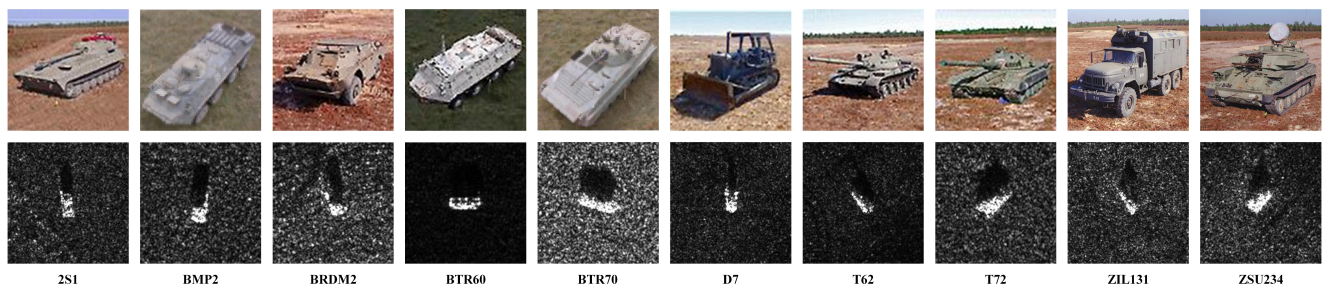 2S1
BMP2
BRDM2
BTR60
BTR70
D7
T62
T72
ZIL131
ZSU234